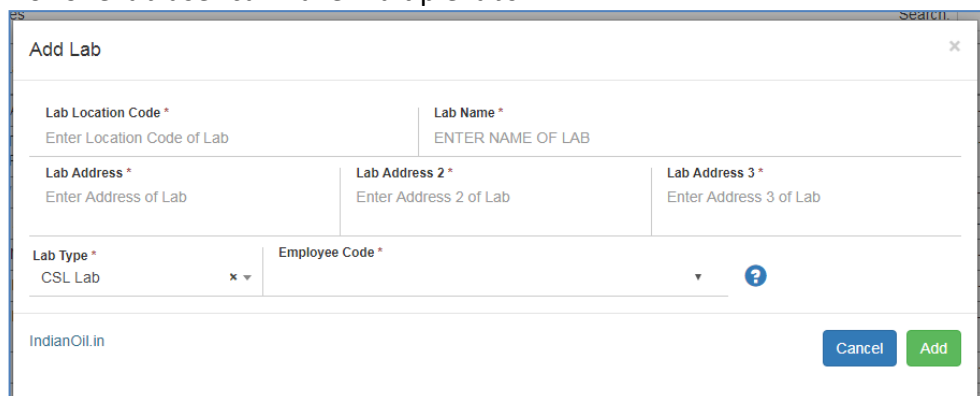 es Search:
Add Lab ×
Lab Location Code * Lab Name *
Enter Location Code of Lab ENTER NAME OF LAB
Lab Address * Lab Address 2 * Lab Address 3 *
Enter Address of Lab Enter Address 2 of Lab Enter Address 3 of Lab
Lab Type * Employee Code *
CSL Lab × ?
IndianOil.in Cancel Add